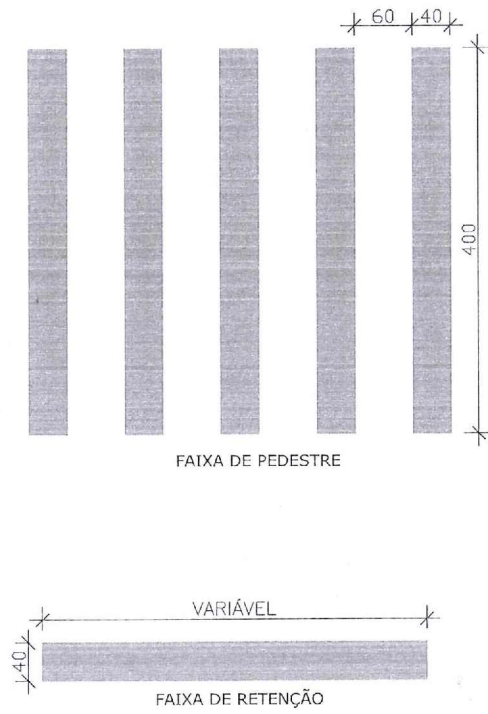 60 40
400
FAIXA DE PEDESTRE
VARIÁVEL
40
FAIXA DE RETENÇÃO